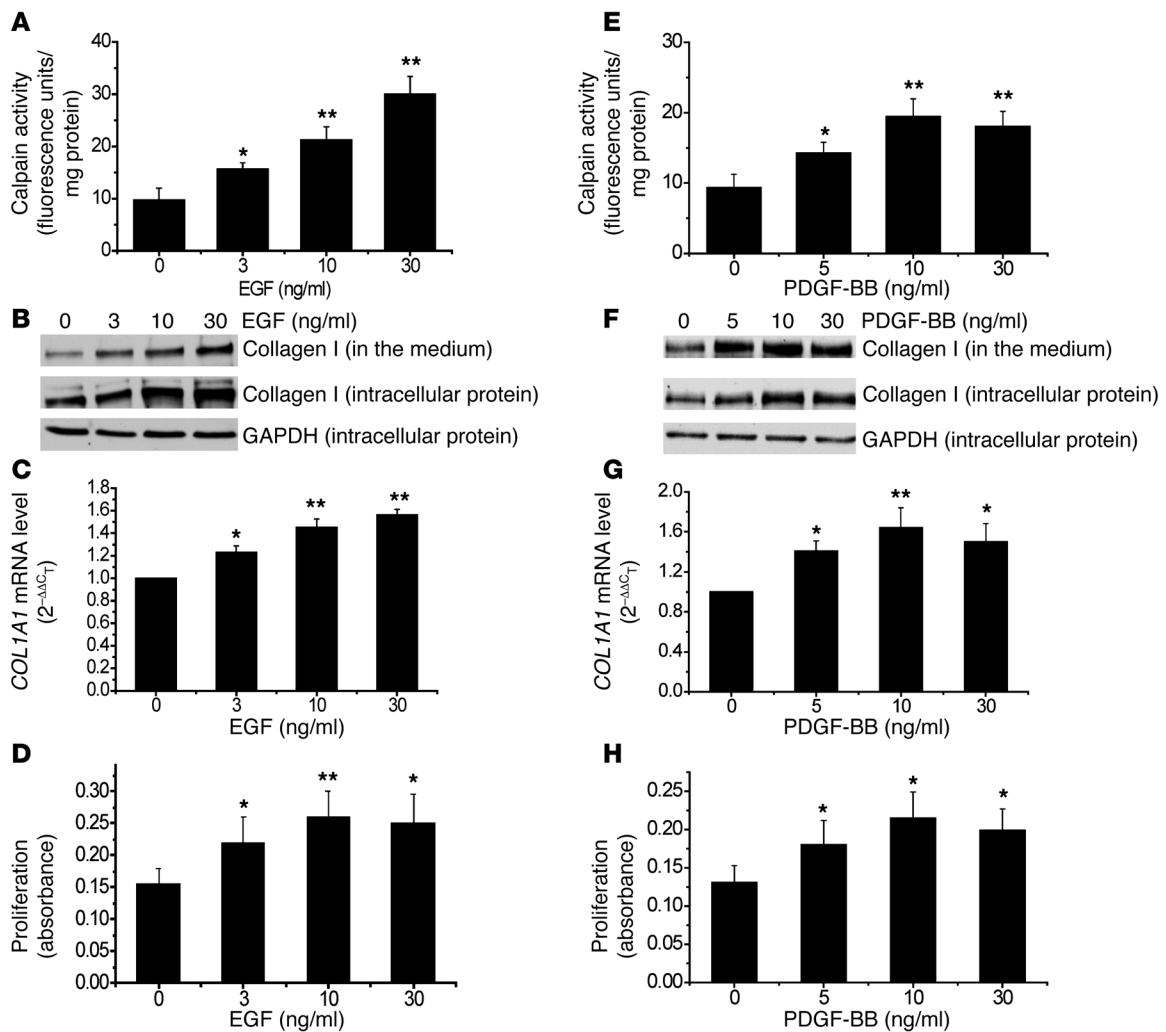 A
Calpain activity
(fluorescence units/
mg protein)
40
30
20
10
0
*
**
**
0 3 10 30
EGF (ng/ml)
B
0 3 10 30 EGF (ng/ml)
Collagen I (in the medium)
Collagen I (intracellular protein)
GAPDH (intracellular protein)
C
COL1A1 mRNA level
(2–ΔΔCT)
1.8
1.6
1.4
1.2
1.0
0.8
0.6
0.4
0.2
0.0
*
**
**
0 3 10 30
EGF (ng/ml)
D
Proliferation
(absorbance)
0.30
0.25
0.20
0.15
0.10
0.05
0.00
*
**
*
0 3 10 30
EGF (ng/ml)
E
Calpain activity
(fluorescence units/
mg protein)
30
20
10
0
*
**
**
0 5 10 30
PDGF-BB (ng/ml)
F
0 5 10 30 PDGF-BB (ng/ml)
Collagen I (in the medium)
Collagen I (intracellular protein)
GAPDH (intracellular protein)
G
COL1A1 mRNA level
(2–ΔΔCT)
2.0
1.6
1.2
0.8
0.4
0.0
*
**
*
0 5 10 30
PDGF-BB (ng/ml)
H
Proliferation
(absorbance)
0.25
0.20
0.15
0.10
0.05
0.00
*
*
*
0 5 10 30
PDGF-BB (ng/ml)